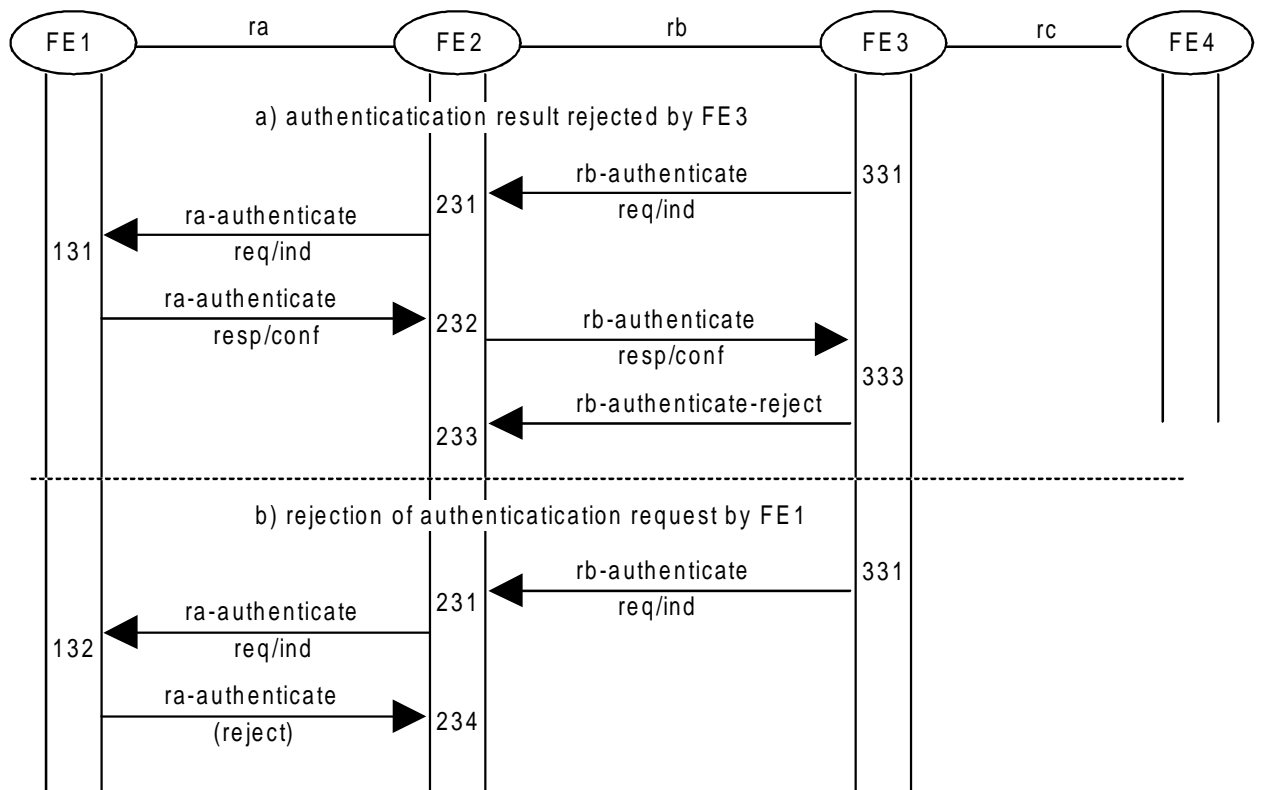 FE1
ra
FE2
rb
FE3
rc
FE4
a) authenticatication result rejected by FE3
rb-authenticate
331
req/ind
231
ra-authenticate
req/ind
131
ra-authenticate
resp/conf
232
rb-authenticate
resp/conf
333
rb-authenticate-reject
233
b) rejection of authenticatication request by FE1
rb-authenticate
331
req/ind
231
ra-authenticate
req/ind
132
ra-authenticate
(reject)
234